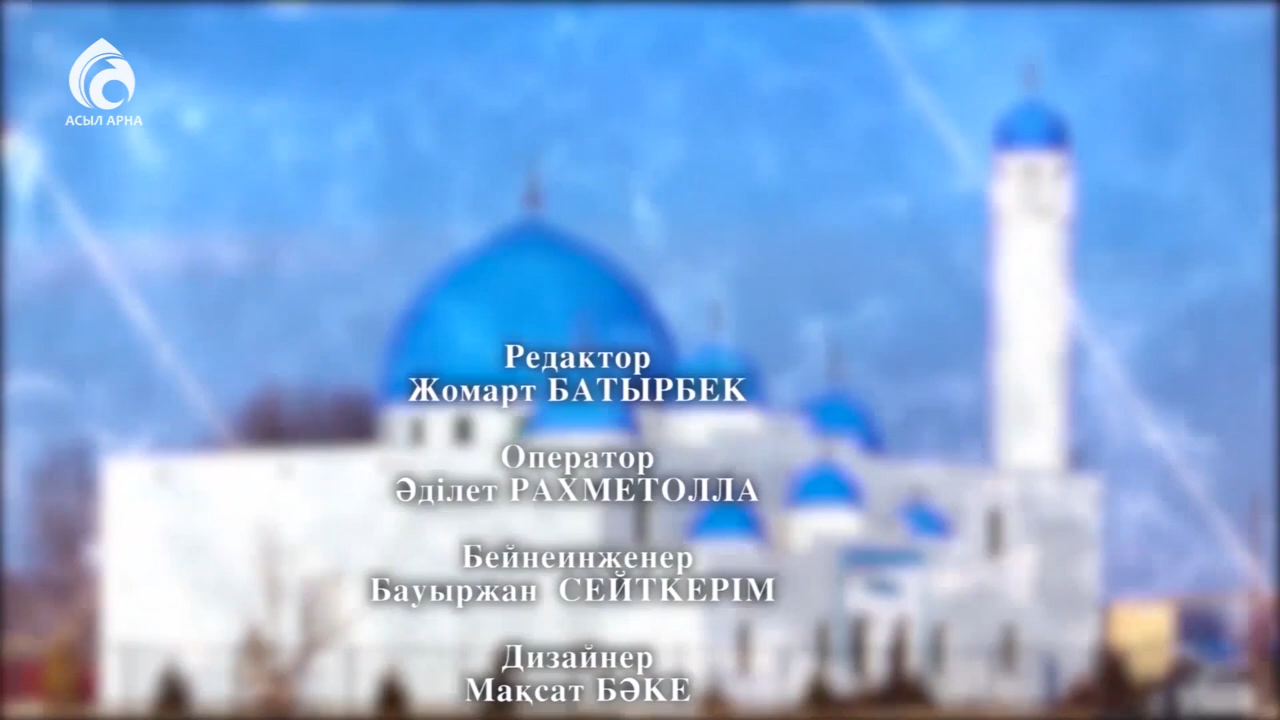 АСЫЛ АРНА
Редактор
Жомарт БАТЫРБЕК
Оператор
Әділет РАХМЕТОЛЛА
Бейнеинженер
Бауыржан СЕЙТКЕРІМ
Дизайнер
Мақсат БӘКЕ